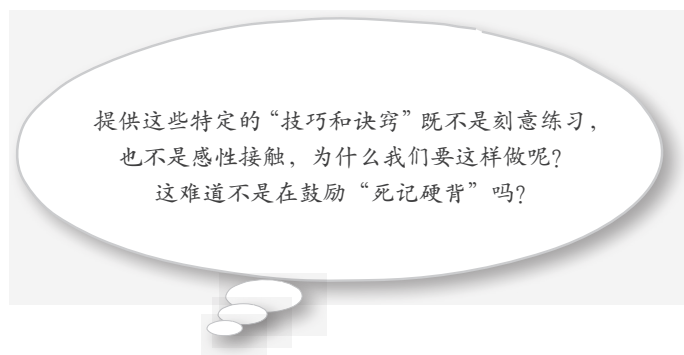 提供这些特定的“技巧和诀窍”既不是刻意练习，
也不是感性接触，为什么我们要这样做呢？
这难道不是在鼓励“死记硬背”吗？